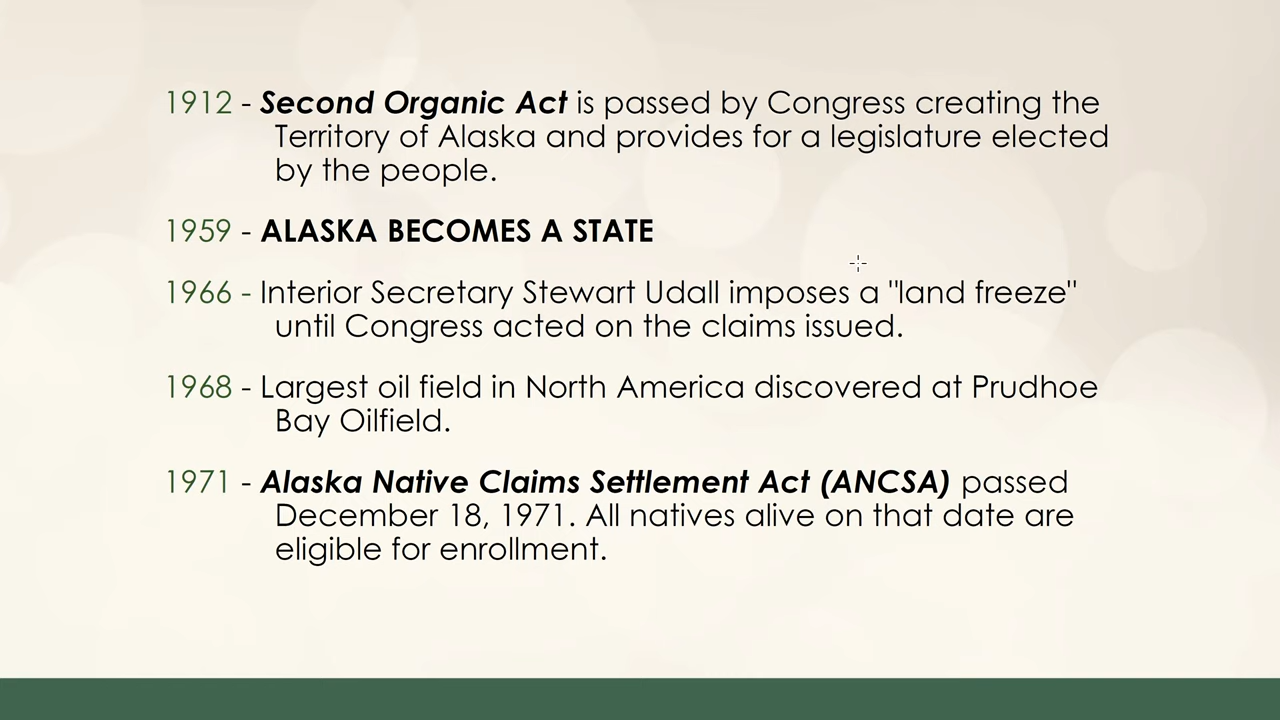 1912 - Second Organic Act is passed by Congress creating the
Territory of Alaska and provides for a legislature elected
by the people.
1959 - ALASKA BECOMES A STATE
1966 - Interior Secretary Stewart Udall imposes a "land freeze"
until Congress acted on the claims issued.
1968 - Largest oil field in North America discovered at Prudhoe
Bay Oilfield.
1971 - Alaska Native Claims Settlement Act (ANCSA) passed
December 18, 1971. All natives alive on that date are
eligible for enrollment.